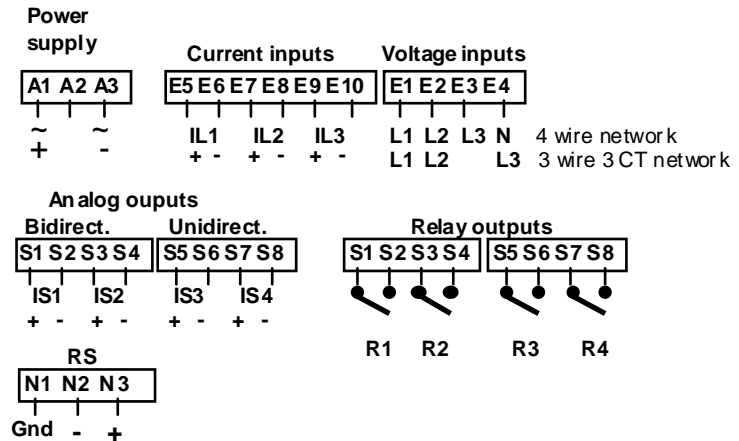 Power
supply
Current inputs
Voltage inputs
A1 A2 A3
E5 E6 E7 E8 E9 E10
E1 E2 E3 E4
~ ~
+ -
IL1 IL2 IL3
+ - + - + -
L1 L2 L3 N 4 wire network
L1 L2 L3 3 wire 3 CT network
Analog ouputs
Bidirect.
Unidirect.
Relay outputs
S1 S2 S3 S4
S5 S6 S7 S8
S1 S2 S3 S4
S5 S6 S7 S8
IS1 IS2
IS3 IS4
+ - + -
+ - + -
R1 R2 R3 R4
RS
N1 N2 N3
Gnd - +